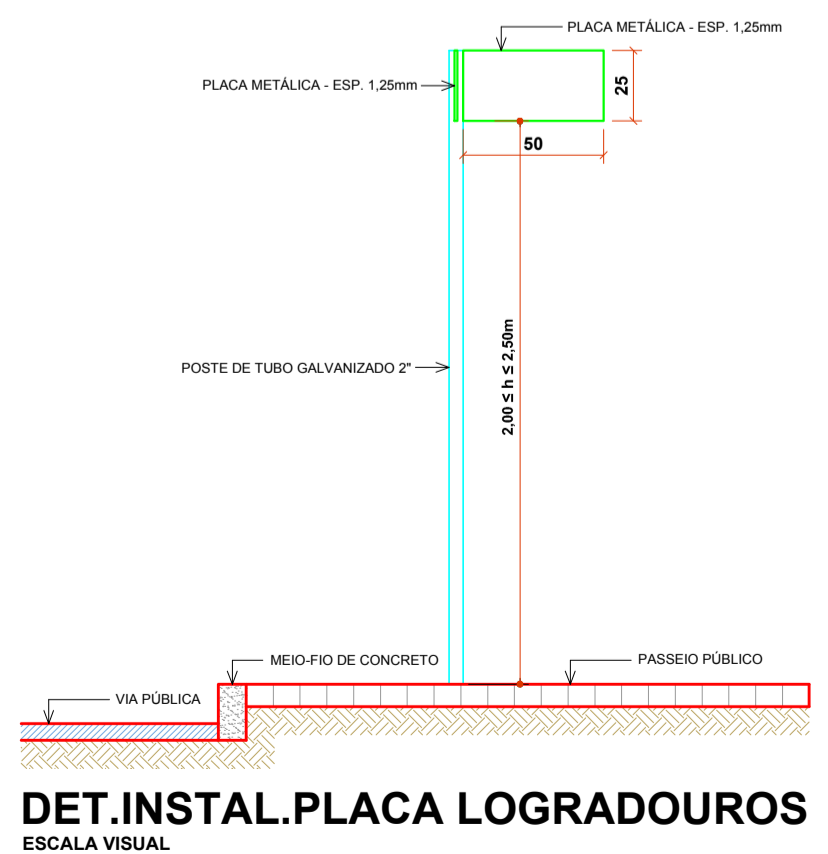 PLACA METÁLICA - ESP. 1,25mm
PLACA METÁLICA - ESP. 1,25mm
25
50
2,00 ≤ h ≤ 2,50m
POSTE DE TUBO GALVANIZADO 2"
MEIO-FIO DE CONCRETO
PASSEIO PÚBLICO
VIA PÚBLICA
DET.INSTAL.PLACA LOGRADOUROS
ESCALA VISUAL